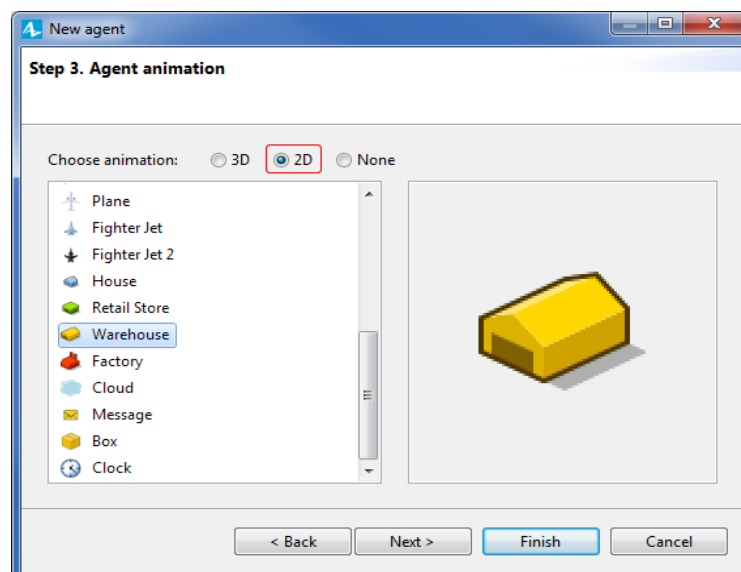 New agent
Step 3. Agent animation
Choose animation: 3D 2D None
Plane
Fighter Jet
Fighter Jet 2
House
Retail Store
Warehouse
Factory
Cloud
Message
Box
Clock
< Back Next > Finish Cancel